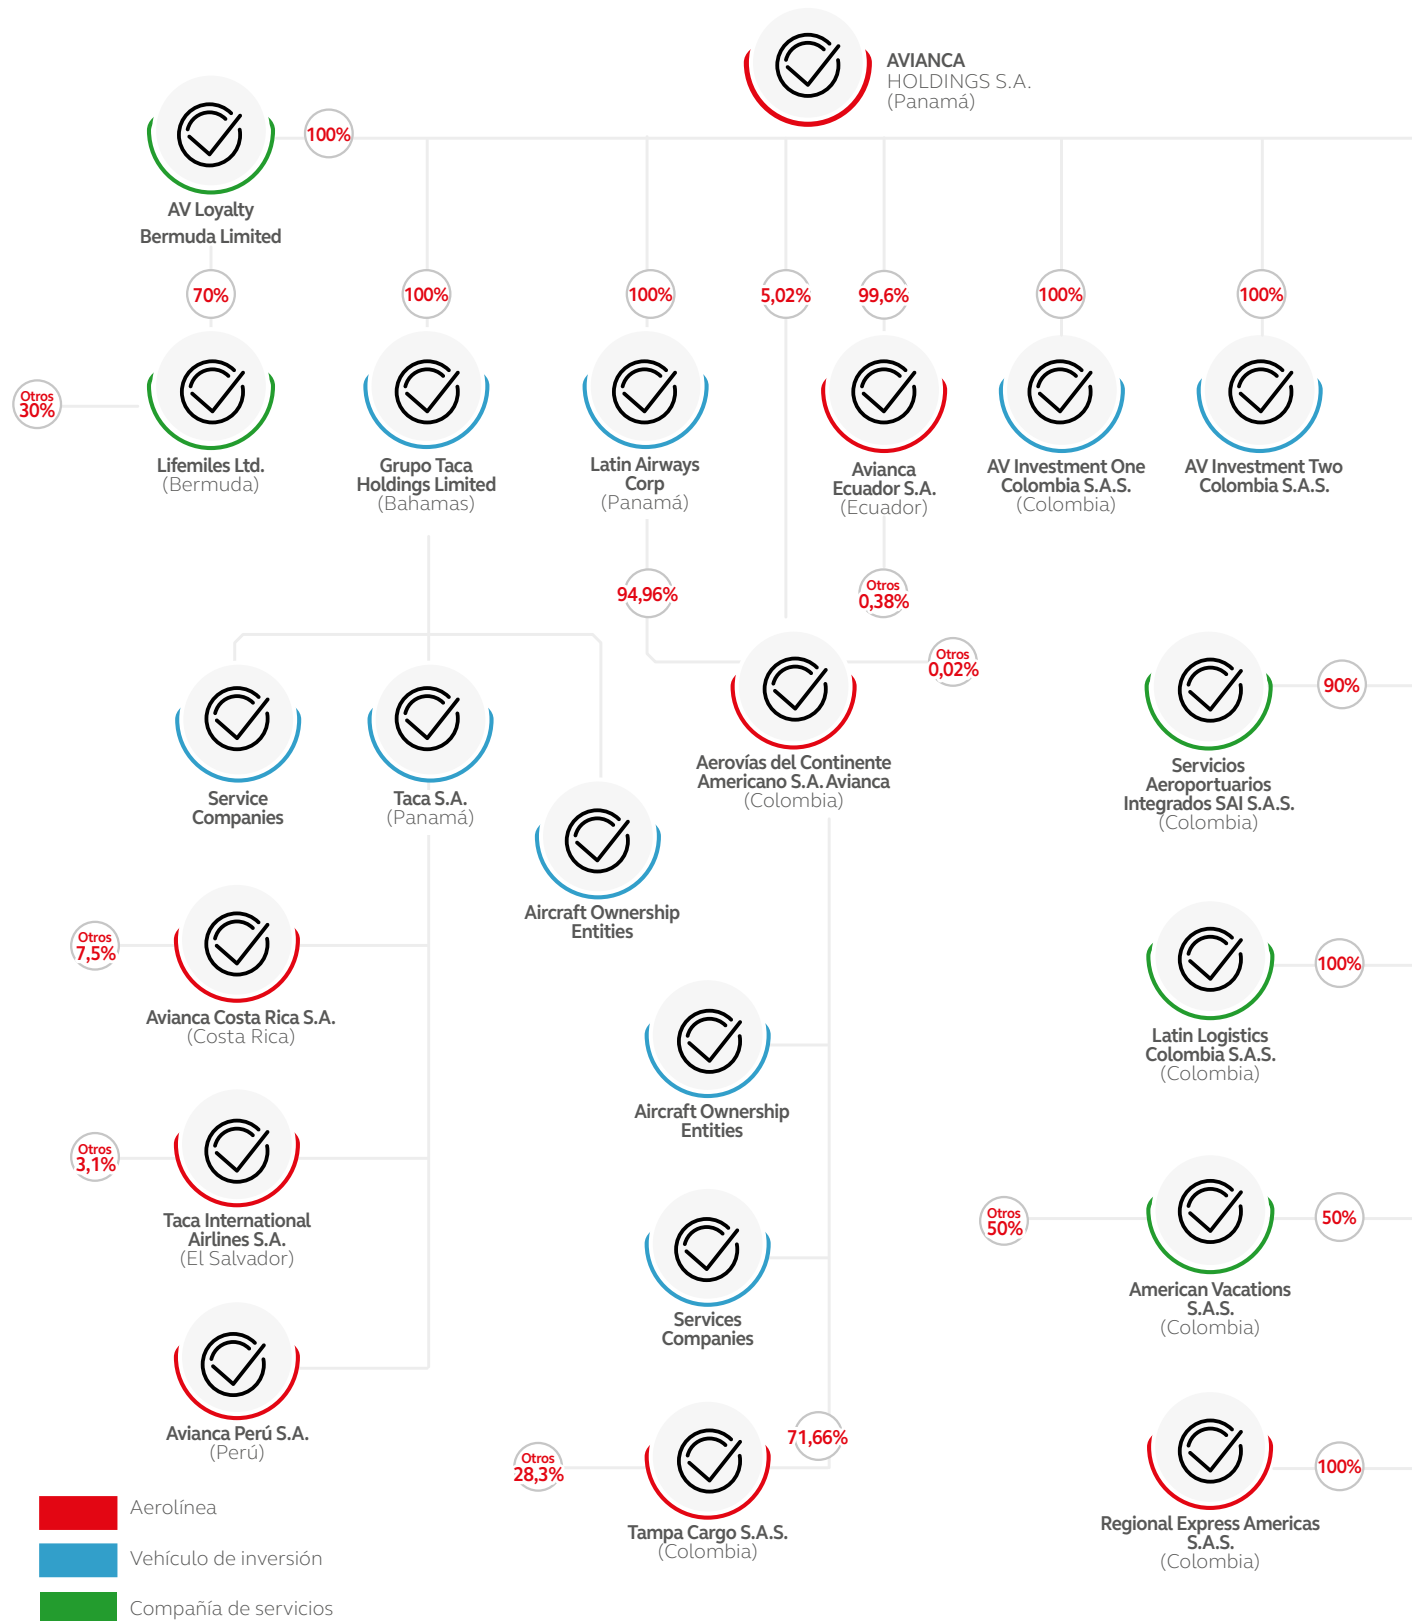 AVIANCA
HOLDINGS S.A.
(Panamá)
100%
AV Loyalty
Bermuda Limited
70%
100%
100%
5,02%
99,6%
100%
100%
Otros
30%
Lifemiles Ltd.
(Bermuda)
Grupo Taca
Holdings Limited
(Bahamas)
Latin Airways
Corp
(Panamá)
Avianca
Ecuador S.A.
(Ecuador)
AV Investment One
Colombia S.A.S.
(Colombia)
AV Investment Two
Colombia S.A.S.
94,96%
Otros
0,38%
Otros
0,02%
90%
Service
Companies
Taca S.A.
(Panamá)
Aerovías del Continente
Americano S.A. Avianca
(Colombia)
Servicios
Aeroportuarios
Integrados SAI S.A.S.
(Colombia)
Aircraft Ownership
Entities
Otros
7,5%
Avianca Costa Rica S.A.
(Costa Rica)
100%
Latin Logistics
Colombia S.A.S.
(Colombia)
Aircraft Ownership
Entities
Otros
3,1%
Taca International
Airlines S.A.
(El Salvador)
Otros
50%
50%
American Vacations
S.A.S.
(Colombia)
Services
Companies
Avianca Perú S.A.
(Perú)
71,66%
Otros
28,3%
Tampa Cargo S.A.S.
(Colombia)
100%
Regional Express Americas
S.A.S.
(Colombia)
Aerolínea
Vehículo de inversión
Compañía de servicios